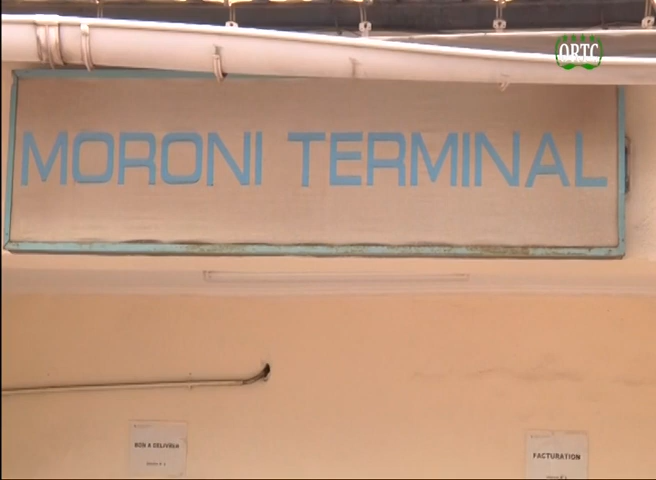 ORTC
MORONI TERMINAL
BON A DELIVRER
FACTURATION